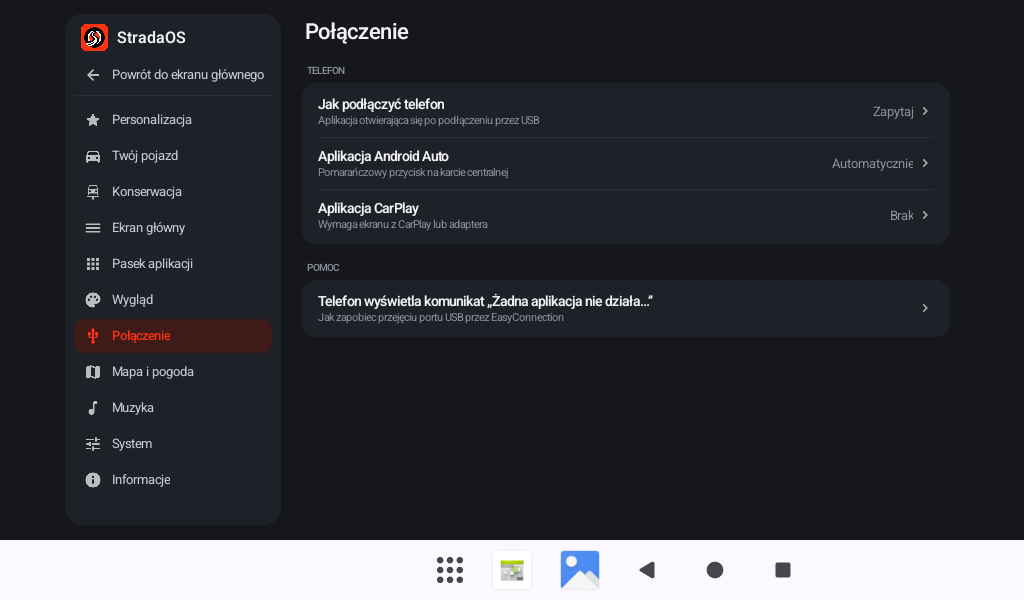 StradaOS
Powrót do ekranu głównego
Personalizacja
Twój pojazd
Konserwacja
Ekran główny
Pasek aplikacji
Wygląd
Połączenie
Mapa i pogoda
Muzyka
System
Informacje
Połączenie
TELEFON
Jak podłączyć telefon
Aplikacja otwierająca się po podłączeniu przez USB
Zapytaj
Aplikacja Android Auto
Pomarańczowy przycisk na karcie centralnej
Automatycznie
Aplikacja CarPlay
Wymaga ekranu z CarPlay lub adaptera
Brak
POMOC
Telefon wyświetla komunikat „Żadna aplikacja nie działa…”
Jak zapobiec przejęciu portu USB przez EasyConnection